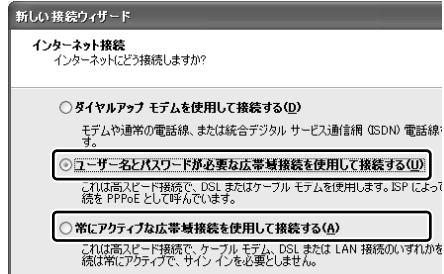 新しい接続ウィザード
インターネット接続
インターネットにどう接続しますか?
ダイヤルアップ モデムを使用して接続する(D)
モデムや通常の電話線、または統合デジタル サービス通信網 (ISDN) 電話線
す。
ユーザー名とパスワードが必要な広帯域接続を使用して接続する(U)
これは高スピード接続で、DSL またはケーブル モデムを使用します。ISP によって
続を PPPoE として呼んでいます。
常にアクティブな広帯域接続を使用して接続する(A)
これは高スピード接続で、ケーブル モデム、DSL または LAN 接続のいずれかを
続は常にアクティブで、サイン インを必要としません。